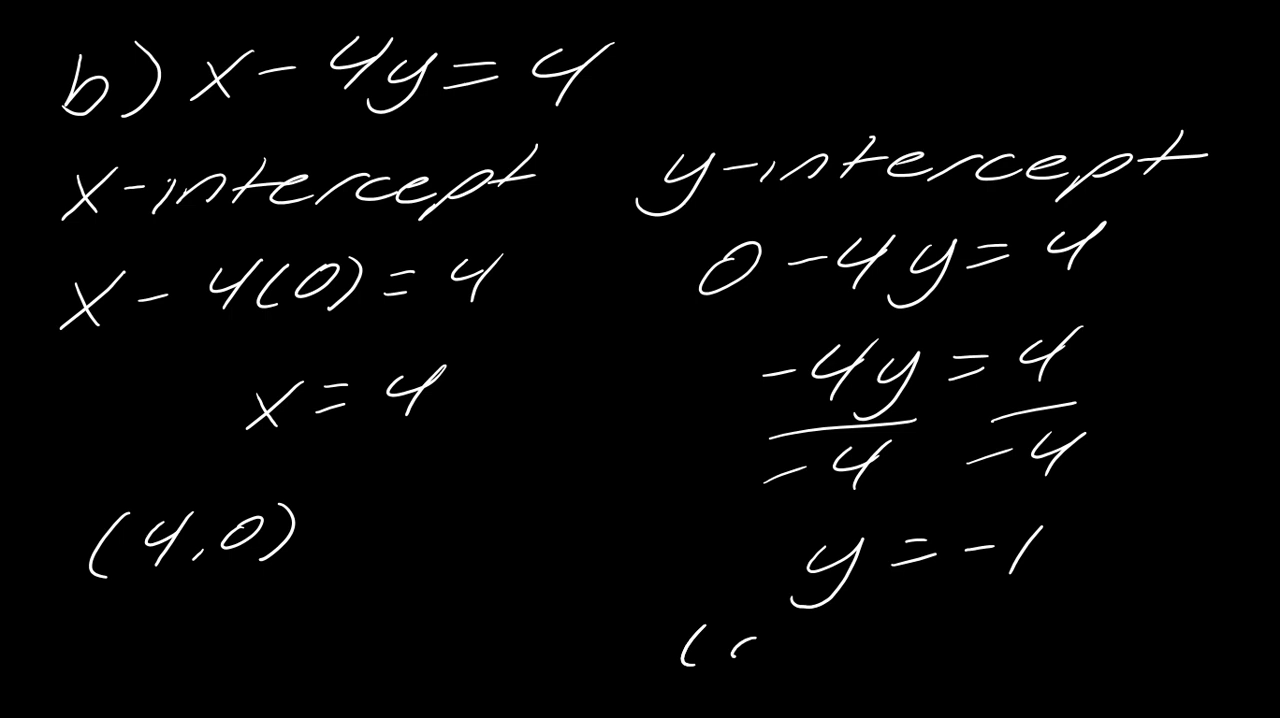 b) x - 4y = 4
x-intercept
x - 4(0) = 4
x = 4
(4,0)
y-intercept
0 - 4y = 4
-4y = 4
-4 -4
y = -1
(